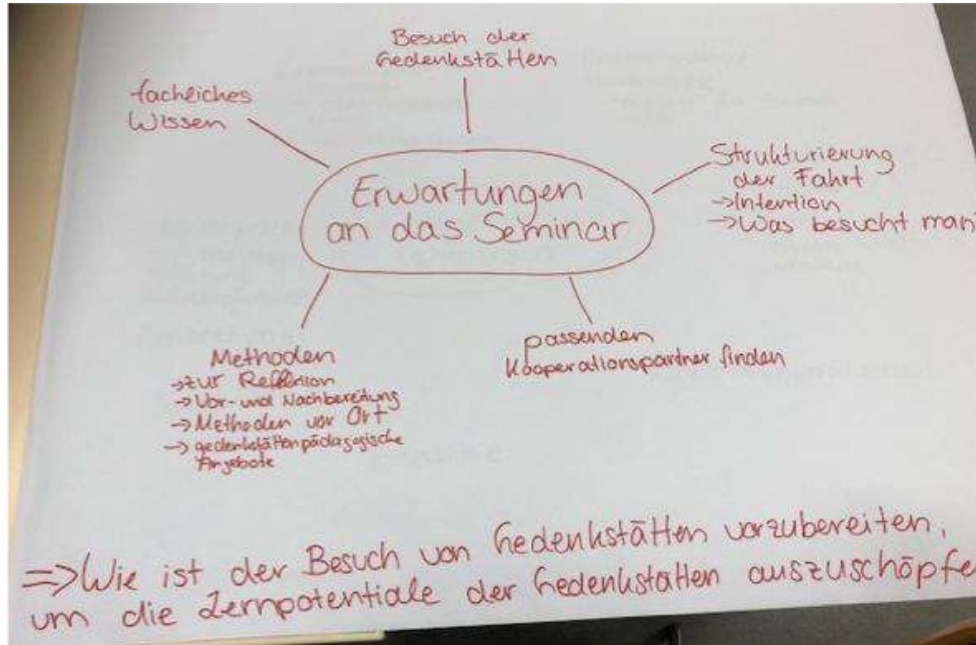 Besuch der
Gedenkstätten
fachliches
Wissen
Erwartungen
an das Seminar
Strukturierung
der Fahrt
→Intention
→Was besucht man
passenden
Kooperationspartner finden
Methoden
→zur Reflexion
→Vor- und Nachbereitung
→Methoden vor Ort
→gedenkstättenpädagogische
Angebote
=>Wie ist der Besuch von Gedenkstätten vorzubereiten,
um die Lernpotentiale der Gedenkstätten auszuschöpfe